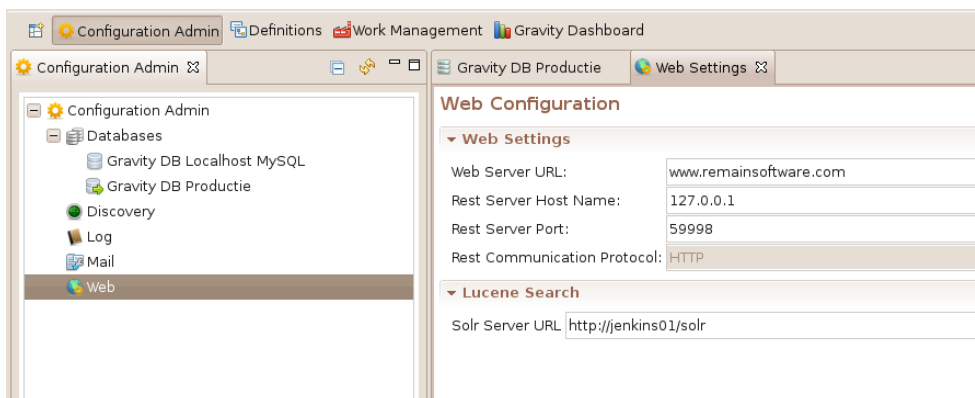 Configuration Admin Definitions Work Management Gravity Dashboard
Configuration Admin
Configuration Admin
Databases
Gravity DB Localhost MySQL
Gravity DB Productie
Discovery
Log
Mail
Web
Gravity DB Productie Web Settings
Web Configuration
Web Settings
Web Server URL: www.remainsoftware.com
Rest Server Host Name: 127.0.0.1
Rest Server Port: 59998
Rest Communication Protocol: HTTP
Lucene Search
Solr Server URL http://jenkins01/solr